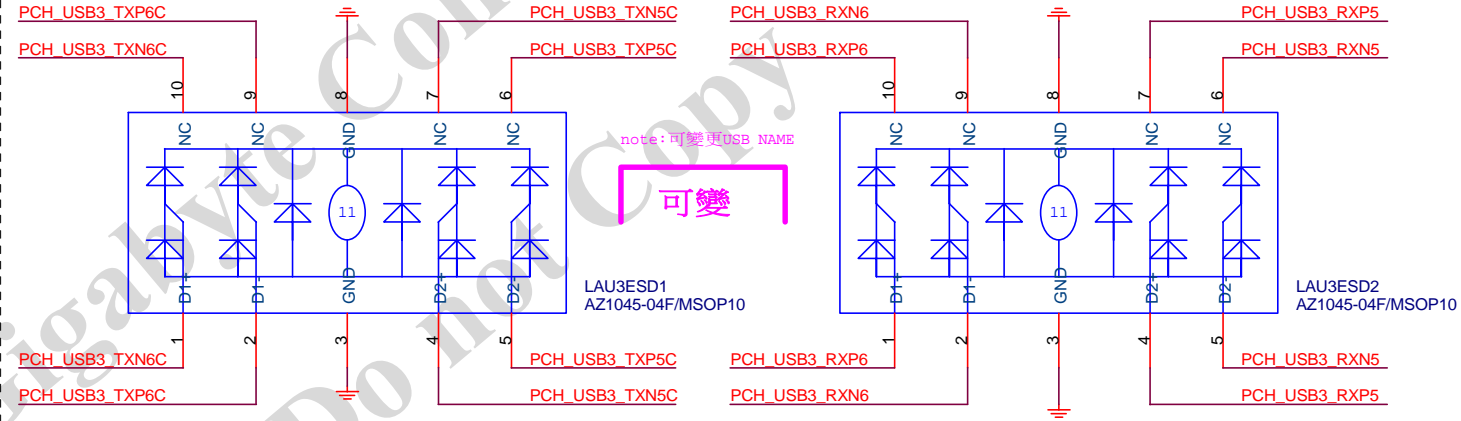 PCH_USB3_TXP6C PCH_USB3_TXN5C PCH_USB3_RXN6 PCH_USB3_RXP5
PCH_USB3_TXN6C PCH_USB3_TXP5C PCH_USB3_RXP6 PCH_USB3_RXN5
10 9 8 7 6 10 9 8 7 6
NC NC GND NC NC NC NC GND NC NC
note:可變更USB NAME
可變
11 11
D1+ D1- GND D2+ D2- D1+ D1- GND D2+ D2-
LAU3ESD1 LAU3ESD2
AZ1045-04F/MSOP10 AZ1045-04F/MSOP10
1 2 3 4 5 1 2 3 4 5
PCH_USB3_TXN6C PCH_USB3_TXP5C PCH_USB3_RXP6 PCH_USB3_RXN5
PCH_USB3_TXP6C PCH_USB3_TXN5C PCH_USB3_RXN6 PCH_USB3_RXP5
Do not Copy